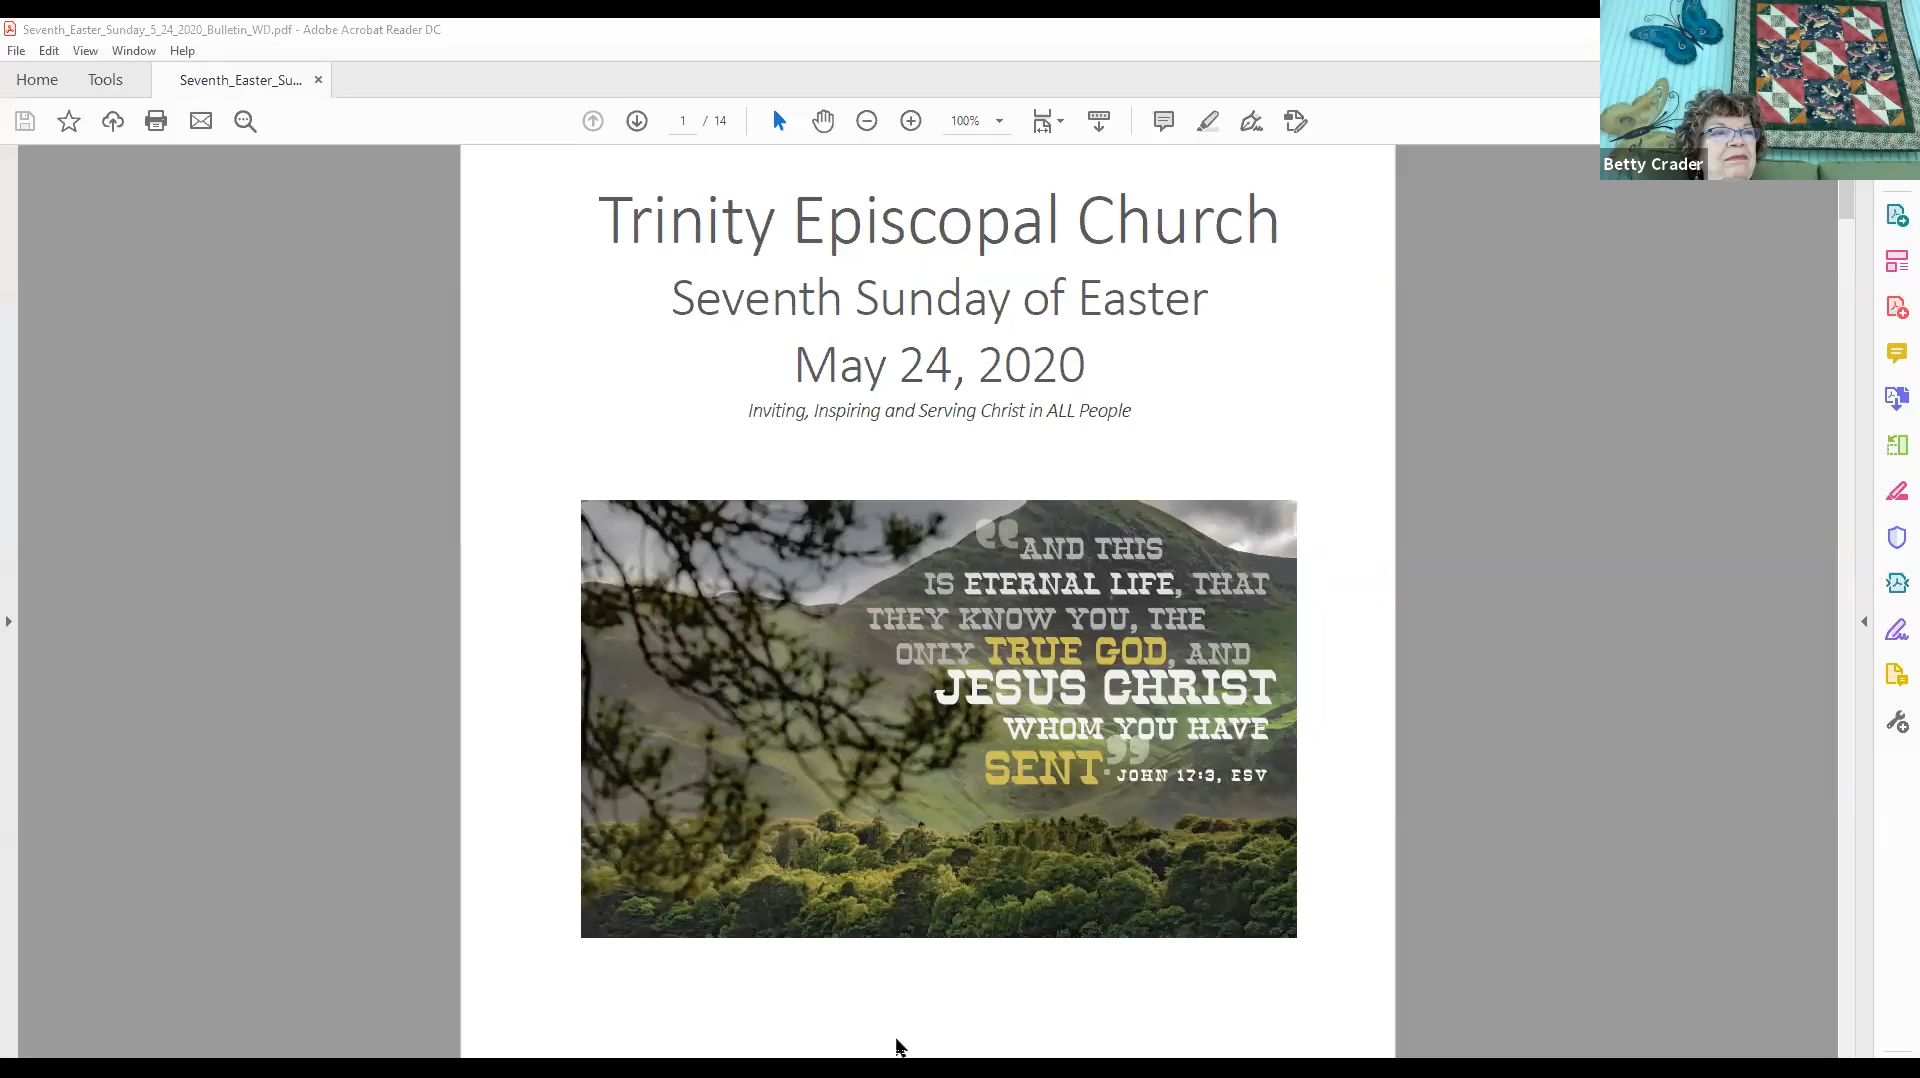 Seventh_Easter_Sunday_5_24_2020_Bulletin_WD.pdf - Adobe Acrobat Reader DC
File Edit View Window Help
Home Tools Seventh_Easter_Su... ×
1 / 14 100%
Betty Crader
Trinity Episcopal Church
Seventh Sunday of Easter
May 24, 2020
Inviting, Inspiring and Serving Christ in ALL People
“AND THIS
IS ETERNAL LIFE, THAT
THEY KNOW YOU, THE
ONLY TRUE GOD, AND
JESUS CHRIST
WHOM YOU HAVE
SENT.” JOHN 17:3, ESV